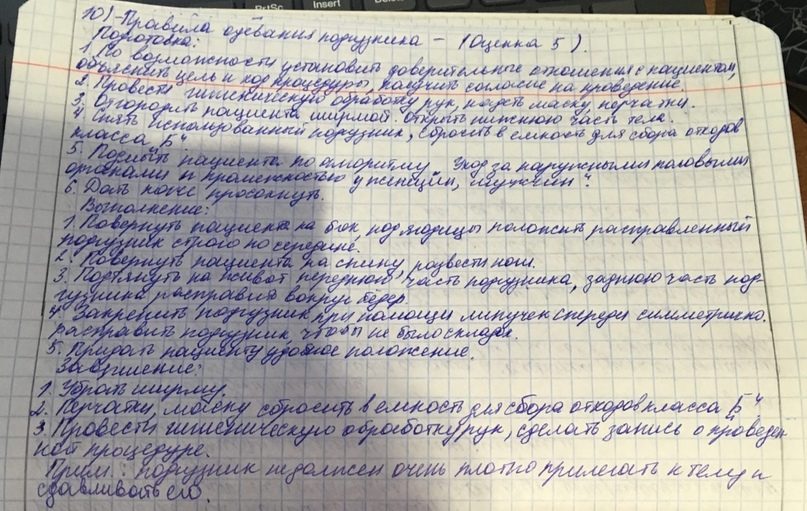 10) Правила одевания подгузника – (Оценка 5).
Подготовка:
1. По возможности установить доверительные отношения с пациентом,
объяснить цель и ход процедуры, получить согласие на проведение.
2. Провести гигиеническую обработку рук, надеть маску, перчатки.
3. Отгородить пациента ширмой. Открыть нижнюю часть тела.
4. Снять использованный подгузник, сбросить в емкость для сбора отходов
класса „Б“
5. Подмыть пациента по алгоритму „Уход за наружными половыми
органами и промежностью у женщин, мужчин“.
6. Дать коже просохнуть.
Выполнение:
1. Повернуть пациента на бок, под ягодицы положить расправленный
подгузник строго по середине.
2. Повернуть пациента на спину, развести ноги.
3. Подтянуть на живот переднюю часть подгузника, заднюю часть под-
гузника расправить вокруг бедер.
4. Закрепить подгузник при помощи липучек спереди симметрично.
расправить подгузник, чтобы не было складок.
5. Придать пациенту удобное положение.
Завершение:
1. Убрать ширму.
2. Перчатки, маску сбросить в емкость для сбора отходов класса „Б“
3. Провести гигиеническую обработку рук, сделать запись о проведен
ной процедуре.
Прим.: подгузник не должен очень плотно прилегать к телу и
сдавливать его.